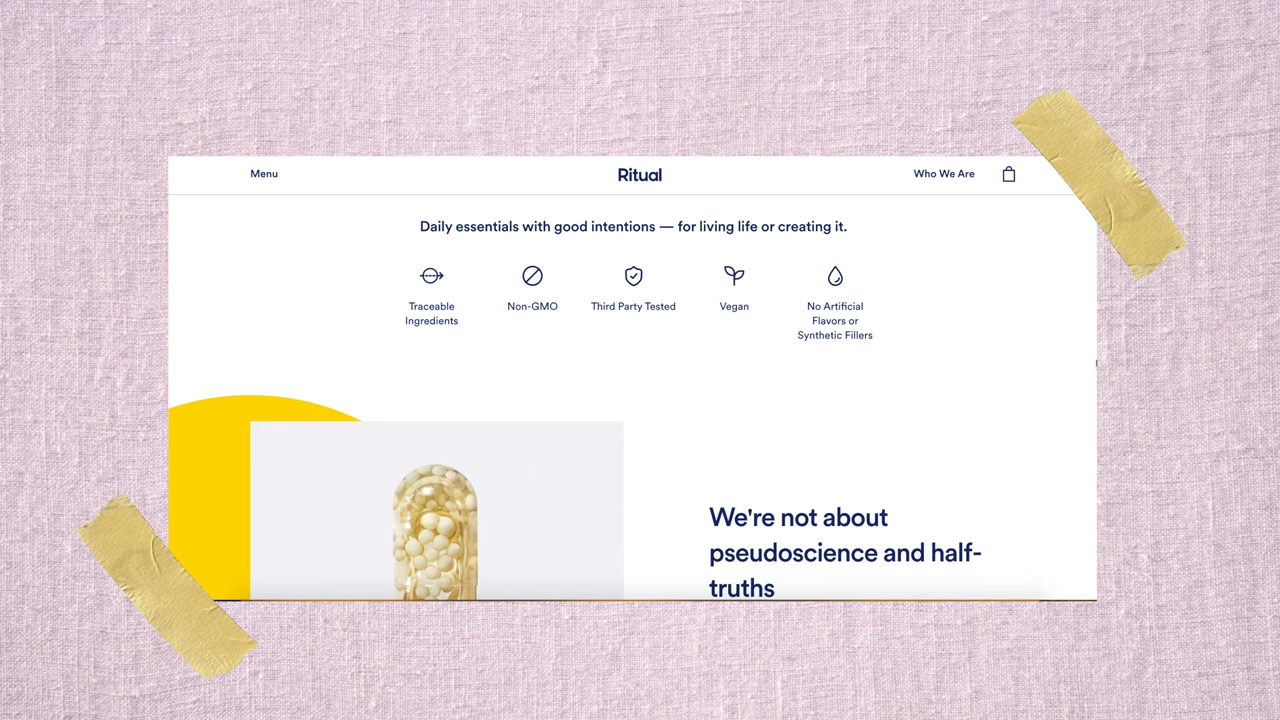 Menu
Ritual
Who We Are
Daily essentials with good intentions — for living life or creating it.
Traceable
Ingredients
Non-GMO
Third Party Tested
Vegan
No Artificial
Flavors or
Synthetic Fillers
We're not about
pseudoscience and half-
truths